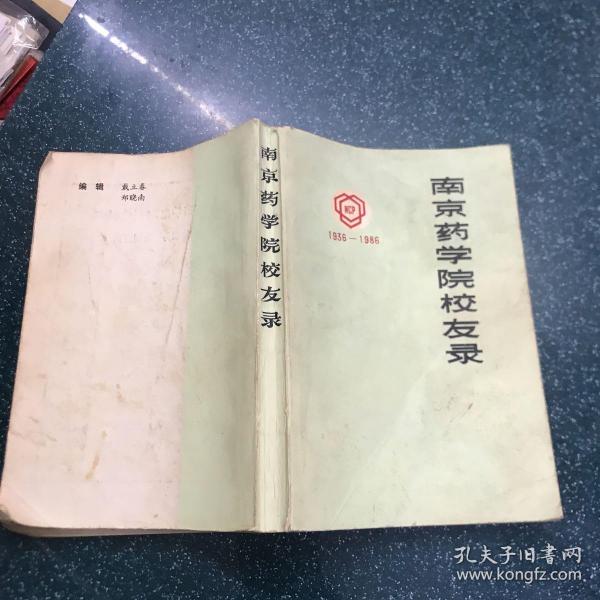 编辑 戴立春
郑晓南
南京药学院校友录
NCP
1936-1986
南京药学院校友录
孔夫子旧书网
www.kongfz.com